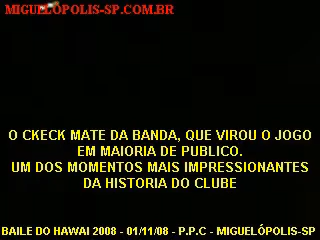 MIGUELÓPOLIS-SP.COM.BR
O CKECK MATE DA BANDA, QUE VIROU O JOGO
EM MAIORIA DE PUBLICO.
UM DOS MOMENTOS MAIS IMPRESSIONANTES
DA HISTORIA DO CLUBE
BAILE DO HAWAI 2008 - 01/11/08 - P.P.C - MIGUELÓPOLIS-SP